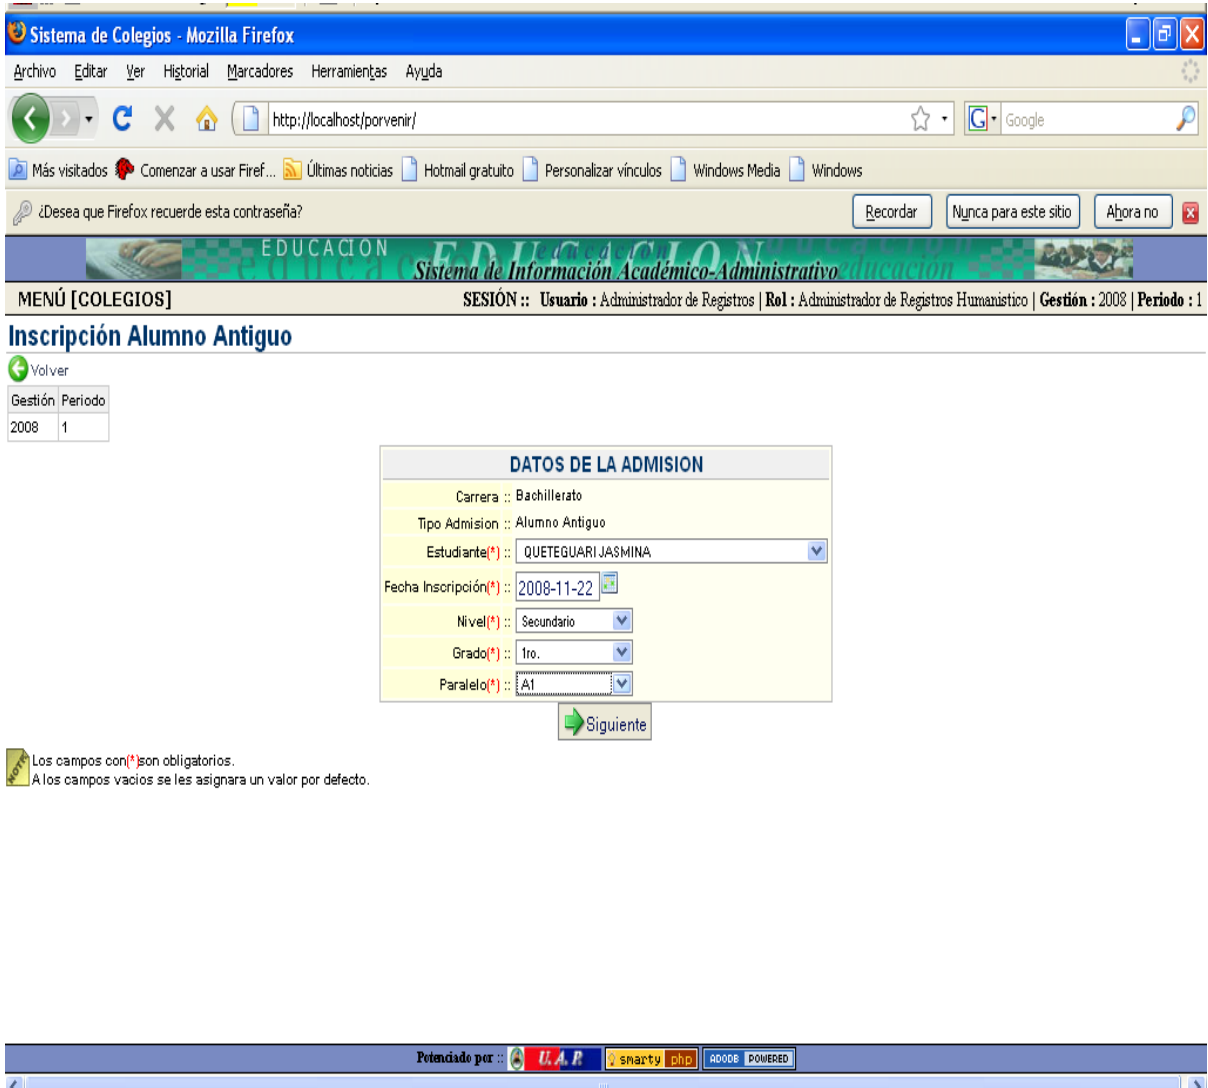 Sistema de Colegios - Mozilla Firefox
Archivo Editar Ver Historial Marcadores Herramientas Ayuda
http://localhost/porvenir/
Google
Más visitados Comenzar a usar Firef... Últimas noticias Hotmail gratuito Personalizar vínculos Windows Media Windows
¿Desea que Firefox recuerde esta contraseña? Recordar Nunca para este sitio Ahora no
EDUCACION
EDUCACION
educacion
Sistema de Información Académico-Administrativo
educacion
MENÚ [COLEGIOS] SESIÓN :: Usuario : Administrador de Registros | Rol : Administrador de Registros Humanistico | Gestión : 2008 | Periodo : 1
Inscripción Alumno Antiguo
Volver
Gestión Periodo
2008 1
DATOS DE LA ADMISION
Carrera :: Bachillerato
Tipo Admision :: Alumno Antiguo
Estudiante(*) :: QUETEGUARI JASMINA
Fecha Inscripción(*) :: 2008-11-22
Nivel(*) :: Secundario
Grado(*) :: 1ro.
Paralelo(*) :: A1
Siguiente
NOTA
Los campos con(*)son obligatorios.
A los campos vacios se les asignara un valor por defecto.
Potenciado por :: U.A.P. smarty php ADODB POWERED